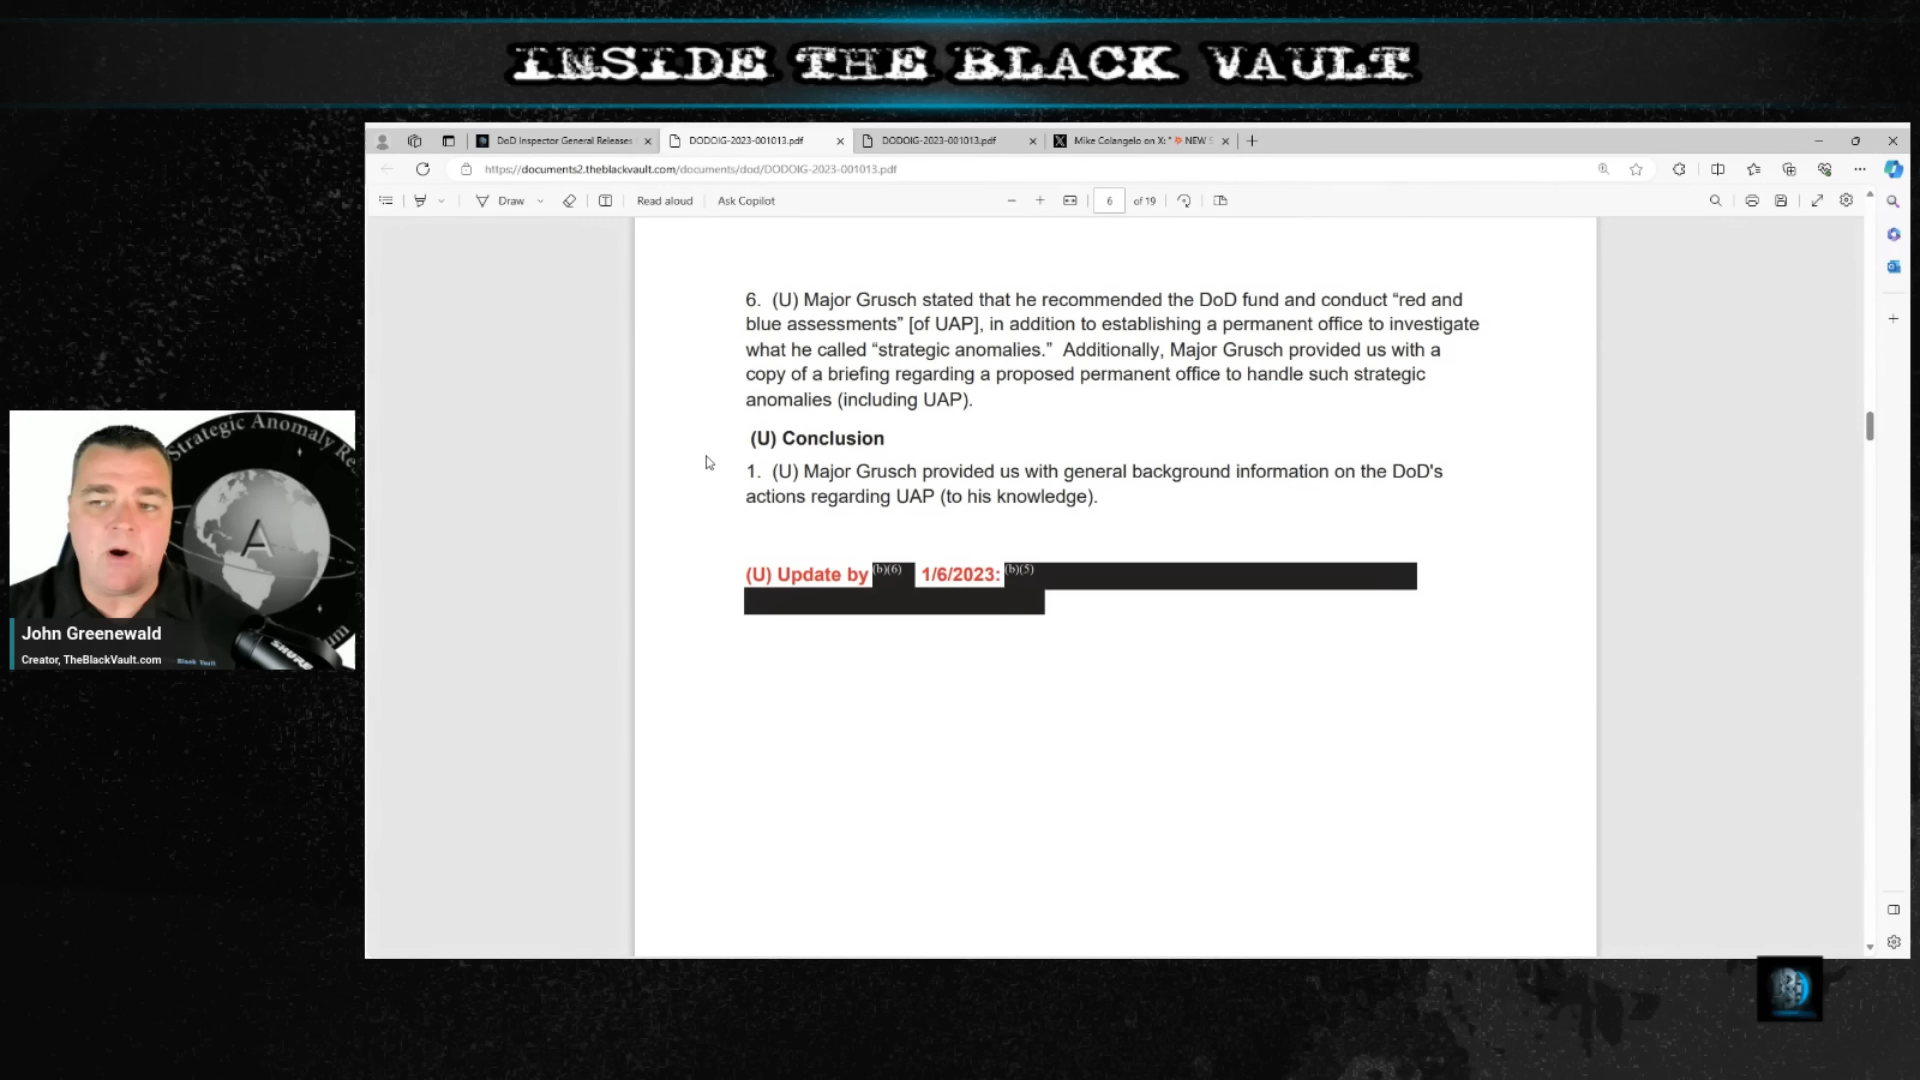 INSIDE THE BLACK VAULT
DoD Inspector General Releases
DODOIG-2023-001013.pdf
DODOIG-2023-001013.pdf
Mike Colangelo on X: " NEW
https://documents2.theblackvault.com/documents/dod/DODOIG-2023-001013.pdf
Draw
Read aloud
Ask Copilot
6
of 19
6. (U) Major Grusch stated that he recommended the DoD fund and conduct “red and
blue assessments” [of UAP], in addition to establishing a permanent office to investigate
what he called “strategic anomalies.” Additionally, Major Grusch provided us with a
copy of a briefing regarding a proposed permanent office to handle such strategic
anomalies (including UAP).
(U) Conclusion
1. (U) Major Grusch provided us with general background information on the DoD's
actions regarding UAP (to his knowledge).
(U) Update by (b)(6) 1/6/2023: (b)(5)
Strategic Anomaly Re
A
SHURE
John Greenewald
Creator, TheBlackVault.com
Black Vault